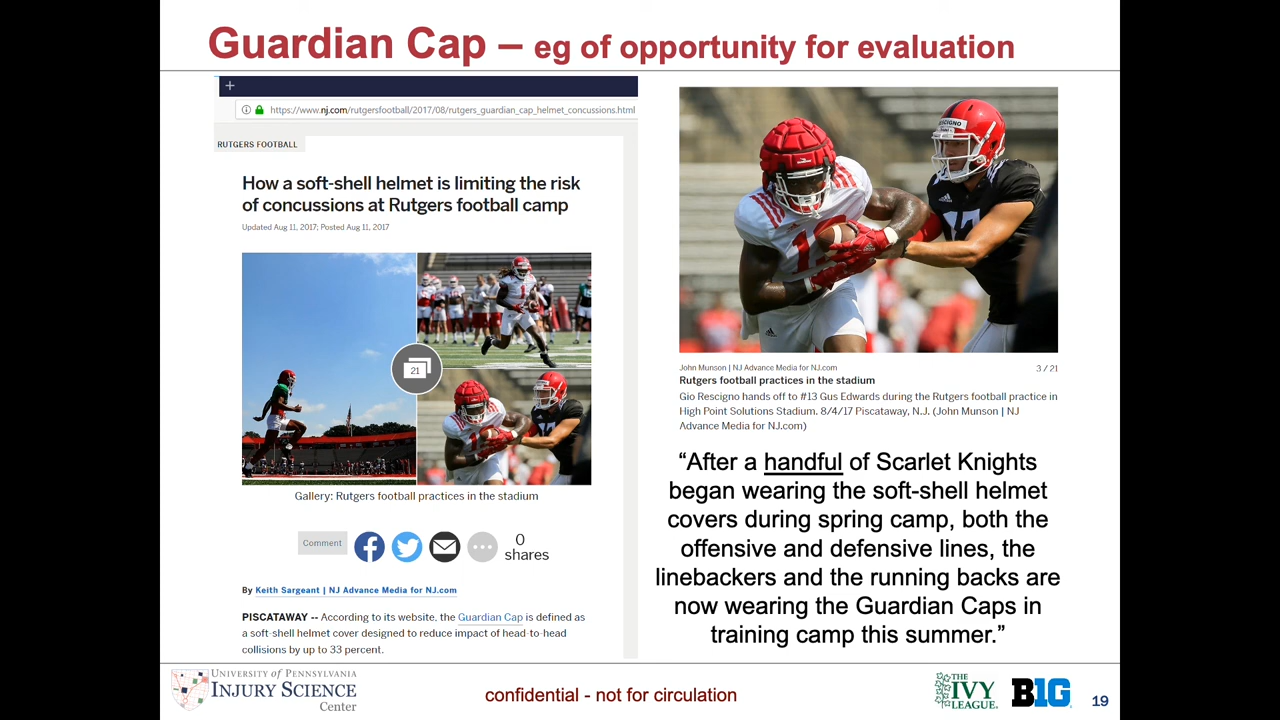 Guardian Cap – eg of opportunity for evaluation
+
https://www.nj.com/rutgersfootball/2017/08/rutgers_guardian_cap_helmet_concussions.html
RUTGERS FOOTBALL
How a soft-shell helmet is limiting the risk
of concussions at Rutgers football camp
Updated Aug 11, 2017; Posted Aug 11, 2017
21
Gallery: Rutgers football practices in the stadium
Comment
0
shares
By Keith Sargeant | NJ Advance Media for NJ.com
PISCATAWAY -- According to its website, the Guardian Cap is defined as
a soft-shell helmet cover designed to reduce impact of head-to-head
collisions by up to 33 percent.
RESCIGNO
John Munson | NJ Advance Media for NJ.com
3 / 21
Rutgers football practices in the stadium
Gio Rescigno hands off to #13 Gus Edwards during the Rutgers football practice in
High Point Solutions Stadium. 8/4/17 Piscataway, N.J. (John Munson | NJ
Advance Media for NJ.com)
“After a handful of Scarlet Knights
began wearing the soft-shell helmet
covers during spring camp, both the
offensive and defensive lines, the
linebackers and the running backs are
now wearing the Guardian Caps in
training camp this summer.”
UNIVERSITY of PENNSYLVANIA
INJURY SCIENCE
Center
confidential - not for circulation
THE
IVY
LEAGUE
B1G
19